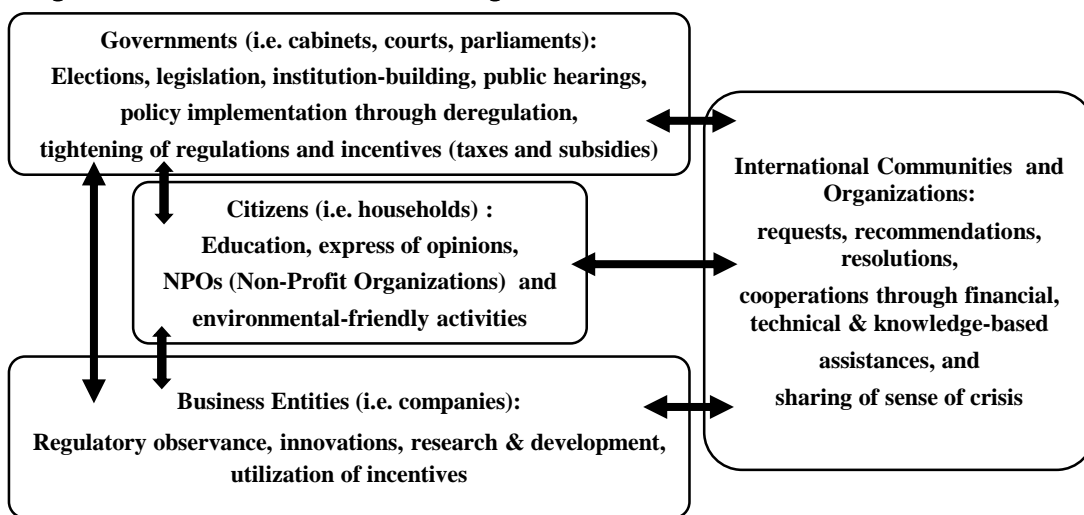 Governments (i.e. cabinets, courts, parliaments):
Elections, legislation, institution-building, public hearings,
policy implementation through deregulation,
tightening of regulations and incentives (taxes and subsidies)
Citizens (i.e. households) :
Education, express of opinions,
NPOs (Non-Profit Organizations) and
environmental-friendly activities
Business Entities (i.e. companies):
Regulatory observance, innovations, research & development,
utilization of incentives
International Communities and
Organizations:
requests, recommendations,
resolutions,
cooperations through financial,
technical & knowledge-based
assistances, and
sharing of sense of crisis